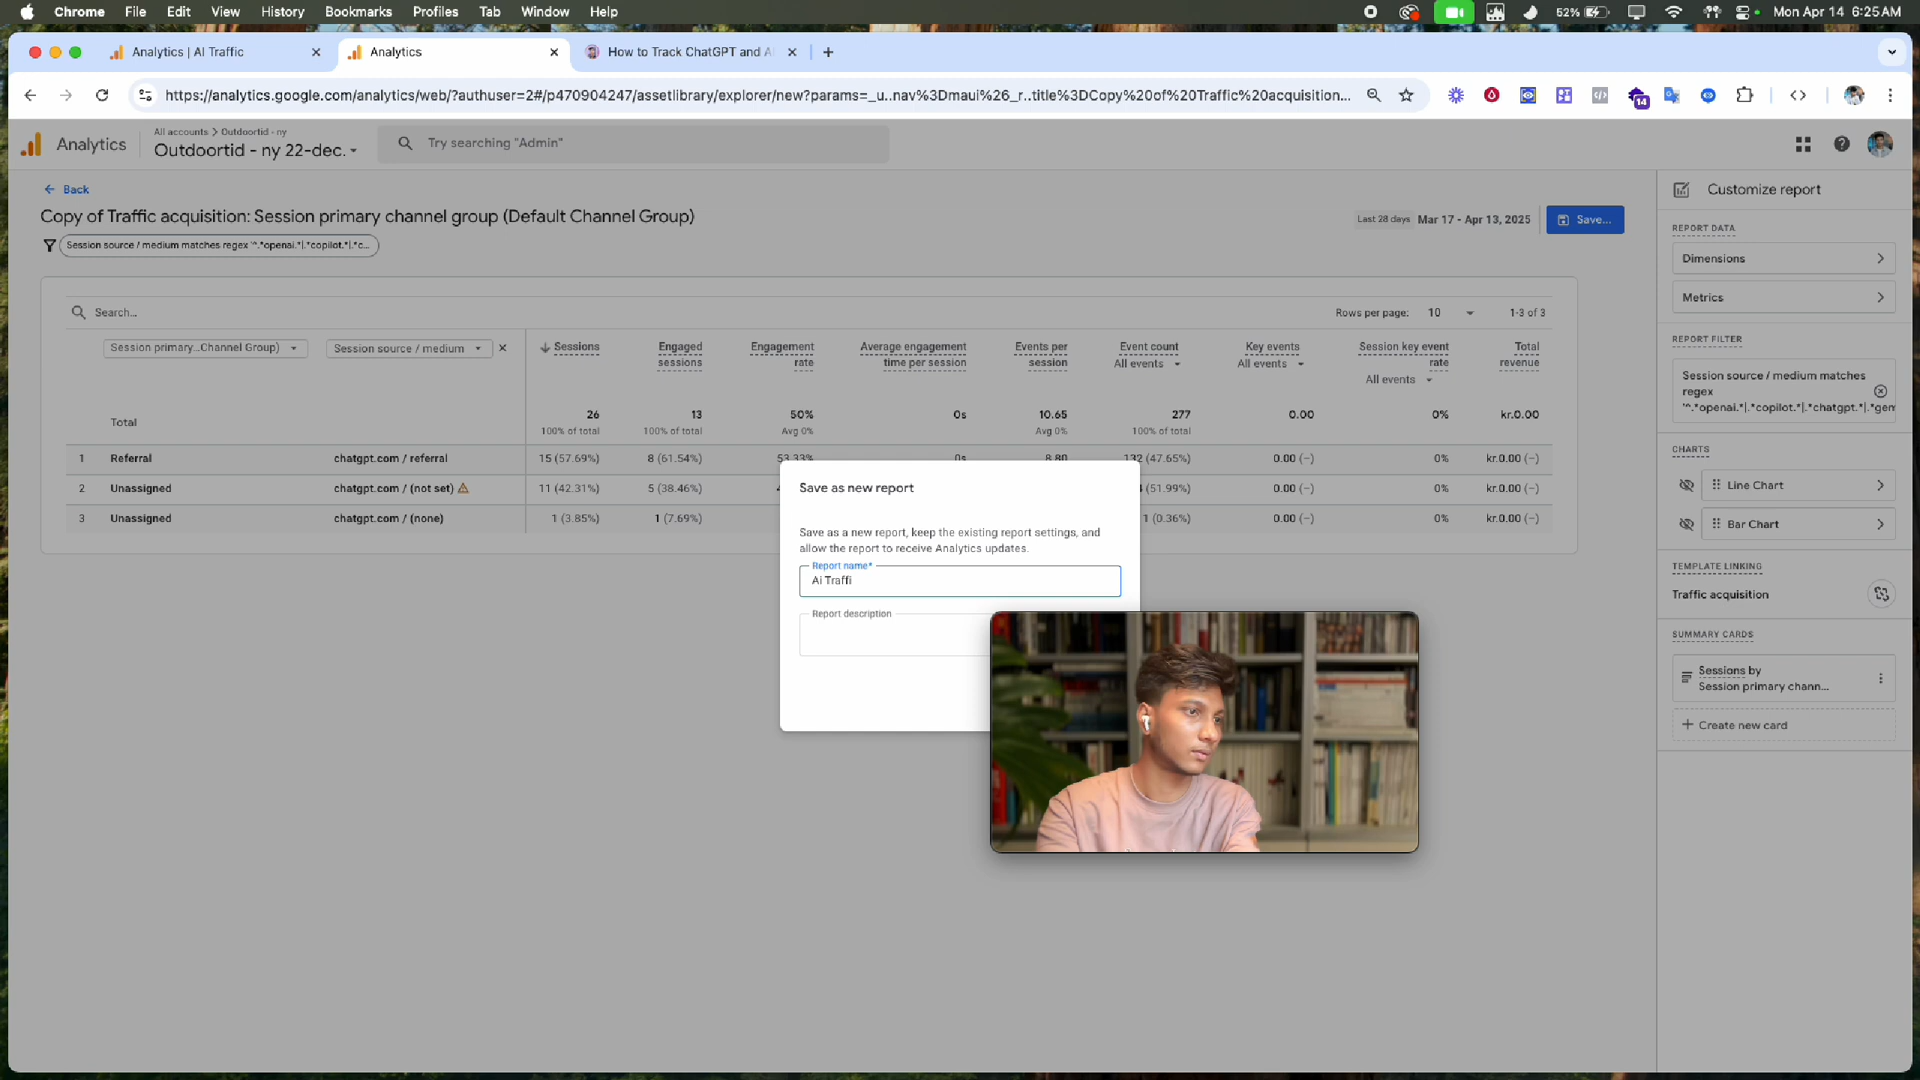 Chrome File Edit View History Bookmarks Profiles Tab Window Help 52% Mon Apr 14 6:25 AM
Analytics | AI Traffic Analytics How to Track ChatGPT and A
https://analytics.google.com/analytics/web/?authuser=2#/p470904247/assetlibrary/explorer/new?params=_u..nav%3Dmaui%26_r..title%3DCopy%20of%20Traffic%20acquisition... 14
Analytics
All accounts > Outdoortid - ny
Outdoortid - ny 22-dec.
Try searching "Admin"
Back
Copy of Traffic acquisition: Session primary channel group (Default Channel Group)
Last 28 days Mar 17 - Apr 13, 2025 Save...
Session source / medium matches regex '^.*openai.*|.*copilot.*|.*c...
Search...
Rows per page: 10 1-3 of 3
Session primary...Channel Group) Session source / medium
Sessions
Engaged sessions
Engagement rate
Average engagement time per session
Events per session
Event count All events
Key events All events
Session key event rate All events
Total revenue
Total 26 13 50% 0s 10.65 277 0.00 0% kr.0.00
100% of total 100% of total Avg 0% Avg 0% 100% of total
1 Referral chatgpt.com / referral 15 (57.69%) 8 (61.54%) 53.33% 0s 8.80 132 (47.65%) 0.00 (–) 0% kr.0.00 (–)
2 Unassigned chatgpt.com / (not set) 11 (42.31%) 5 (38.46%) (51.99%) 0.00 (–) 0% kr.0.00 (–)
3 Unassigned chatgpt.com / (none) 1 (3.85%) 1 (7.69%) 1 (0.36%) 0.00 (–) 0% kr.0.00 (–)
Save as new report
Save as a new report, keep the existing report settings, and
allow the report to receive Analytics updates.
Report name*
Ai Traffi
Report description
Customize report
REPORT DATA
Dimensions
Metrics
REPORT FILTER
Session source / medium matches
regex
'^.*openai.*|.*copilot.*|.*chatgpt.*|.*gem
CHARTS
Line Chart
Bar Chart
TEMPLATE LINKING
Traffic acquisition
SUMMARY CARDS
Sessions by
Session primary chann...
Create new card